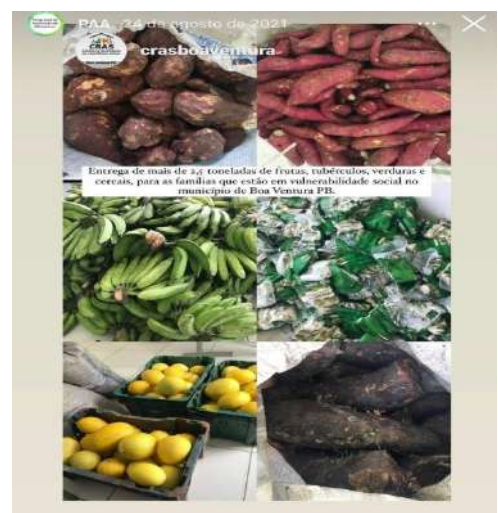 PAA 24 de agosto de 2021
CRAS
crasboaventura
Entrega de mais de 2,5 toneladas de frutas, tubérculos, verduras e
cereais, para as famílias que estão em vulnerabilidade social no
município de Boa Ventura PB.